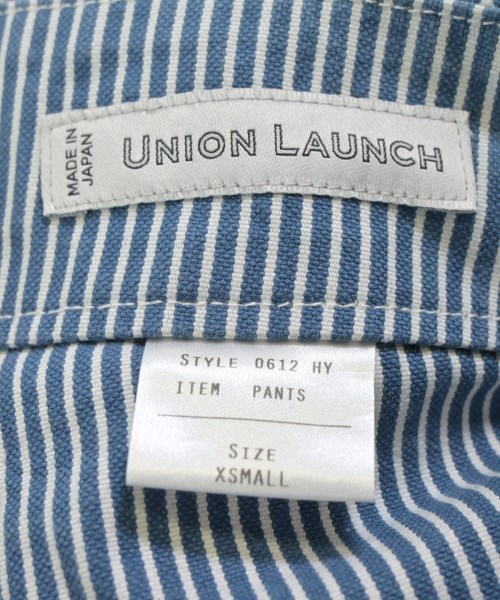 MADE IN
JAPAN
UNION LAUNCH
STYLE 0612 HY
ITEM PANTS
SIZE
XSMALL